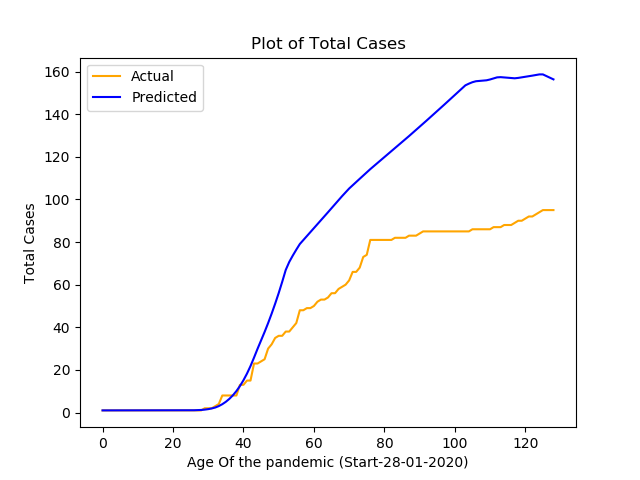 Plot of Total Cases
Actual
Predicted
160
140
120
100
80
60
40
20
0
Total Cases
0 20 40 60 80 100 120
Age Of the pandemic (Start-28-01-2020)